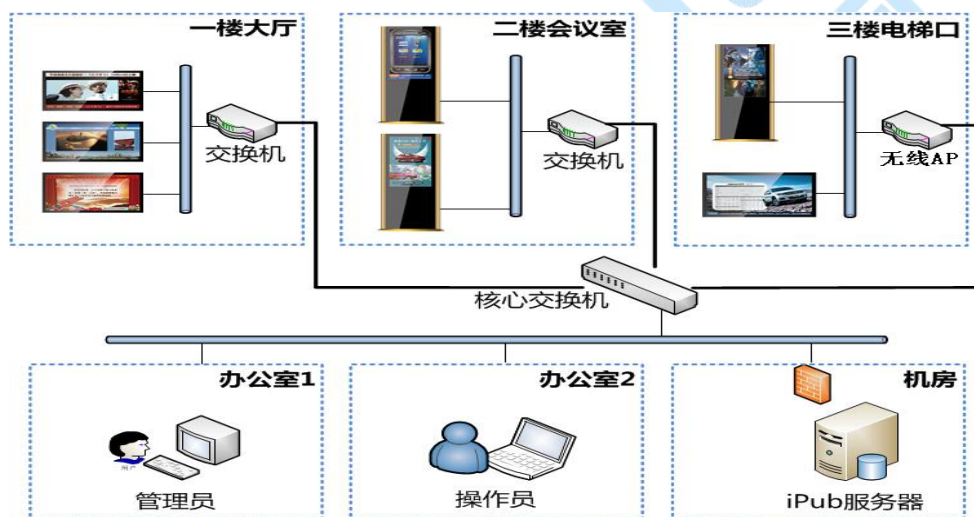 一楼大厅
二楼会议室
三楼电梯口
交换机
交换机
无线AP
核心交换机
办公室1
办公室2
机房
用户
管理员
操作员
iPub服务器